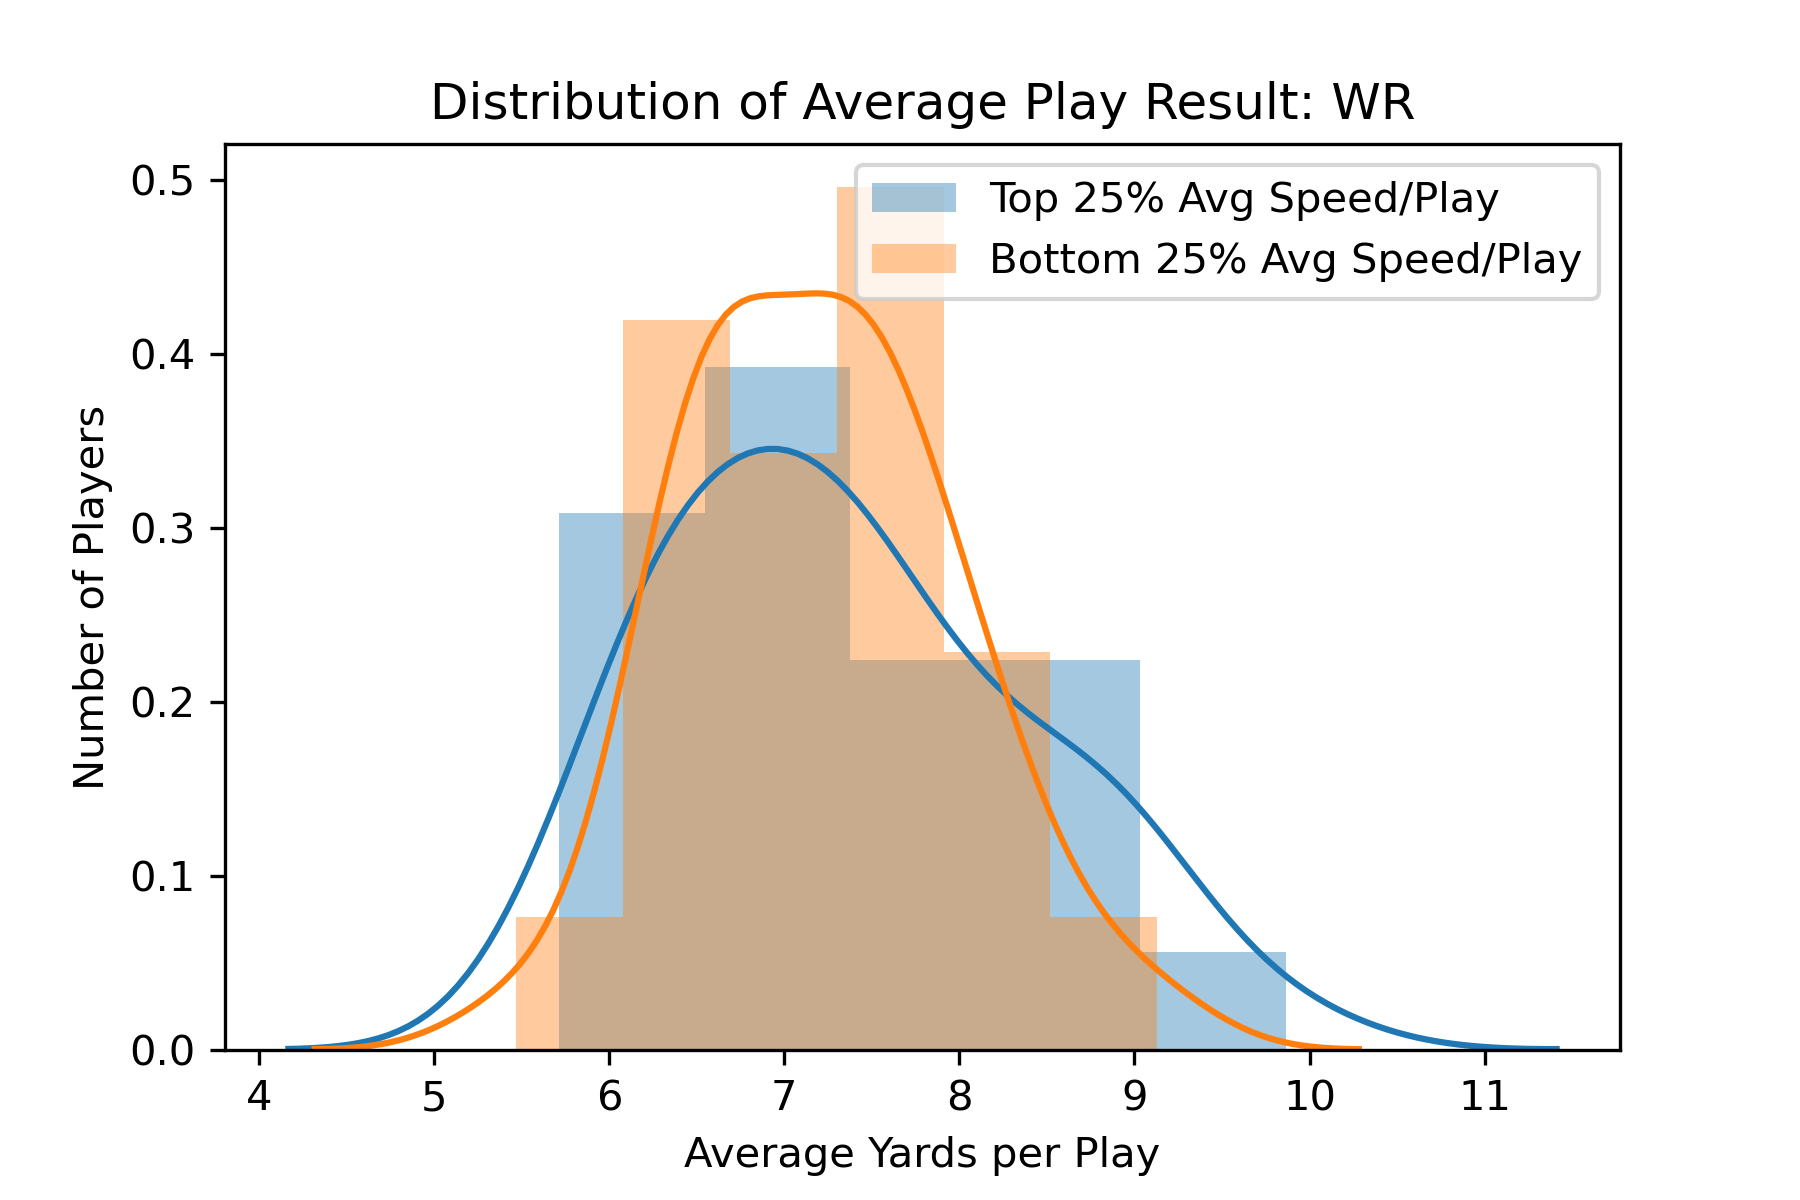 Distribution of Average Play Result: WR
Top 25% Avg Speed/Play
Bottom 25% Avg Speed/Play
Number of Players
0.5
0.4
0.3
0.2
0.1
0.0
4 5 6 7 8 9 10 11
Average Yards per Play